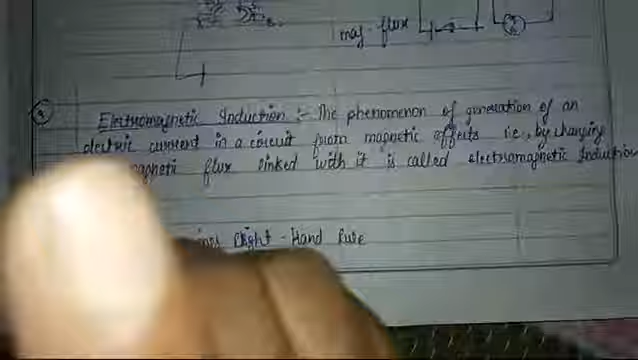 mag. flux
Electromagnetic Induction :- The phenomenon of generation of an
electric current in a circuit from magnetic effects i.e., by changing
flux linked with it is called electromagnetic Induction
Right - Hand Rule